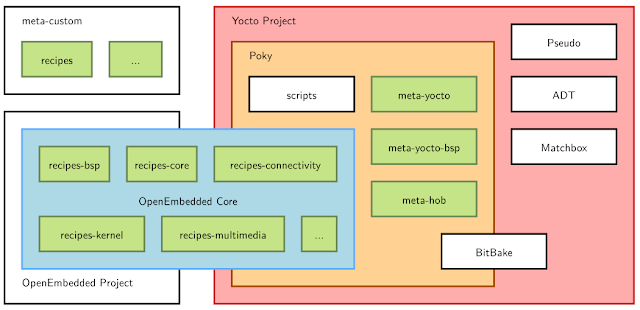 meta-custom
recipes
...
Yocto Project
Pseudo
ADT
Matchbox
Poky
scripts
meta-yocto
meta-yocto-bsp
meta-hob
BitBake
recipes-bsp
recipes-core
recipes-connectivity
OpenEmbedded Core
recipes-kernel
recipes-multimedia
...
OpenEmbedded Project